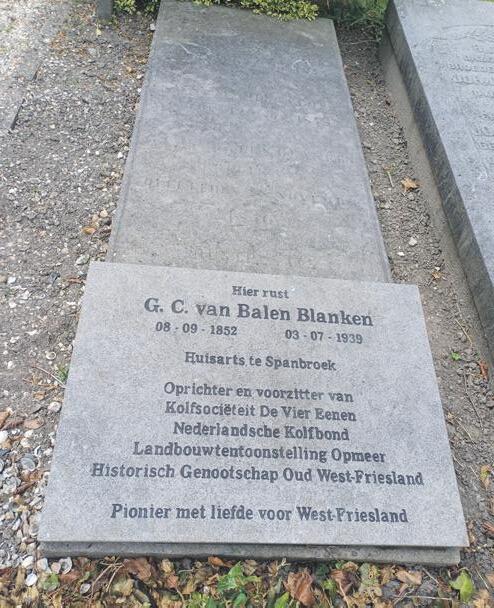 Hier rust
G. C. van Balen Blanken
08 - 09 - 1852 03 - 07 - 1939
Huisarts te Spanbroek
Oprichter en voorzitter van
Kolfsociëteit De Vier Eenen
Nederlandsche Kolfbond
Landbouwtentoonstelling Opmeer
Historisch Genootschap Oud West-Friesland
Pionier met liefde voor West-Friesland